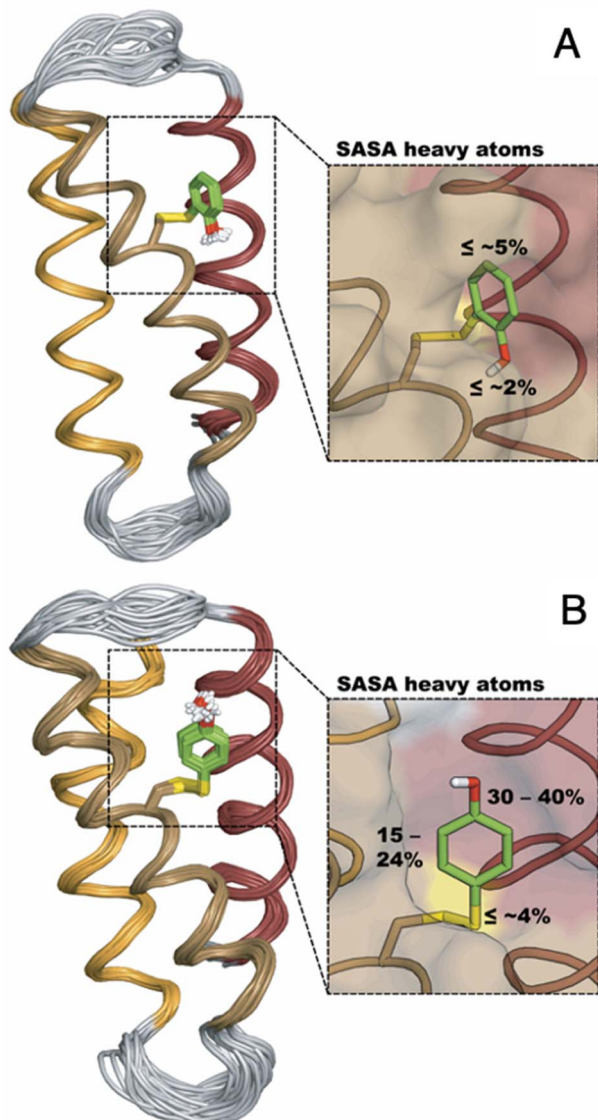 A
SASA heavy atoms
≤ ~5%
≤ ~2%
B
SASA heavy atoms
30 – 40%
15 –
24%
≤ ~4%